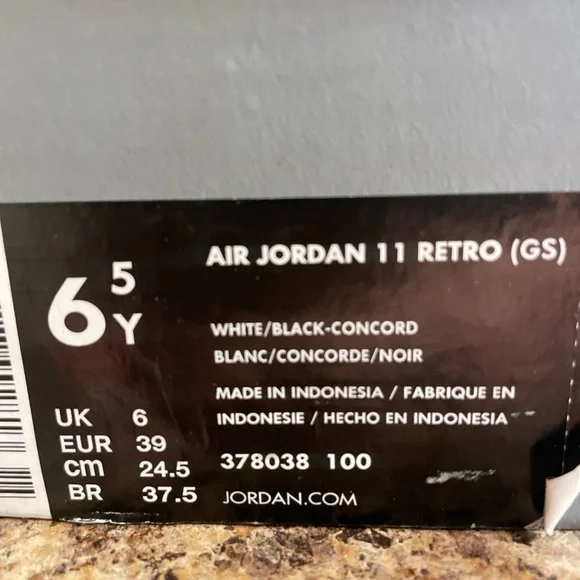 6 5 Y
AIR JORDAN 11 RETRO (GS)
WHITE/BLACK-CONCORD
BLANC/CONCORDE/NOIR
MADE IN INDONESIA / FABRIQUE EN
INDONESIE / HECHO EN INDONESIA
UK 6
EUR 39
cm 24.5
BR 37.5
378038 100
JORDAN.COM